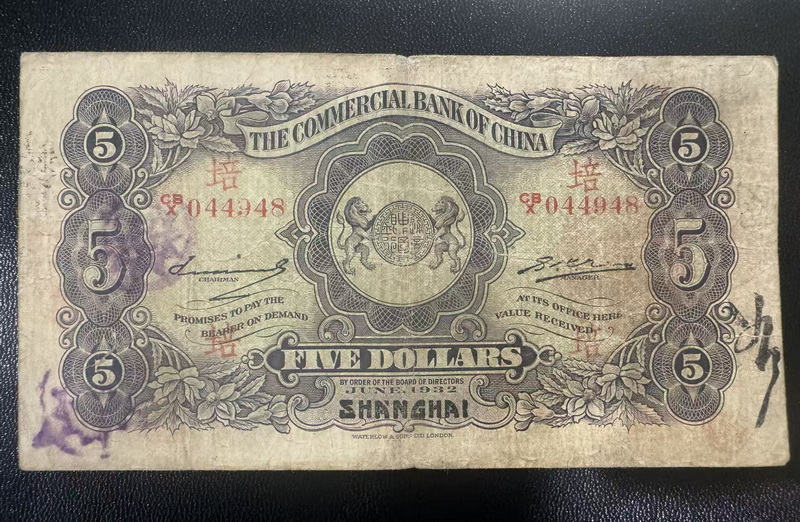 THE COMMERCIAL BANK OF CHINA
5
5
培
培
C/X B 044948
C/X B 044948
5
5
CHAIRMAN
MANAGER
PROMISES TO PAY THE
BEARER ON DEMAND
AT ITS OFFICE HERE
VALUE RECEIVED
培
培
FIVE DOLLARS
5
5
BY ORDER OF THE BOARD OF DIRECTORS
JUNE, 1932
SHANGHAI
WATERLOW & SONS LTD LONDON.